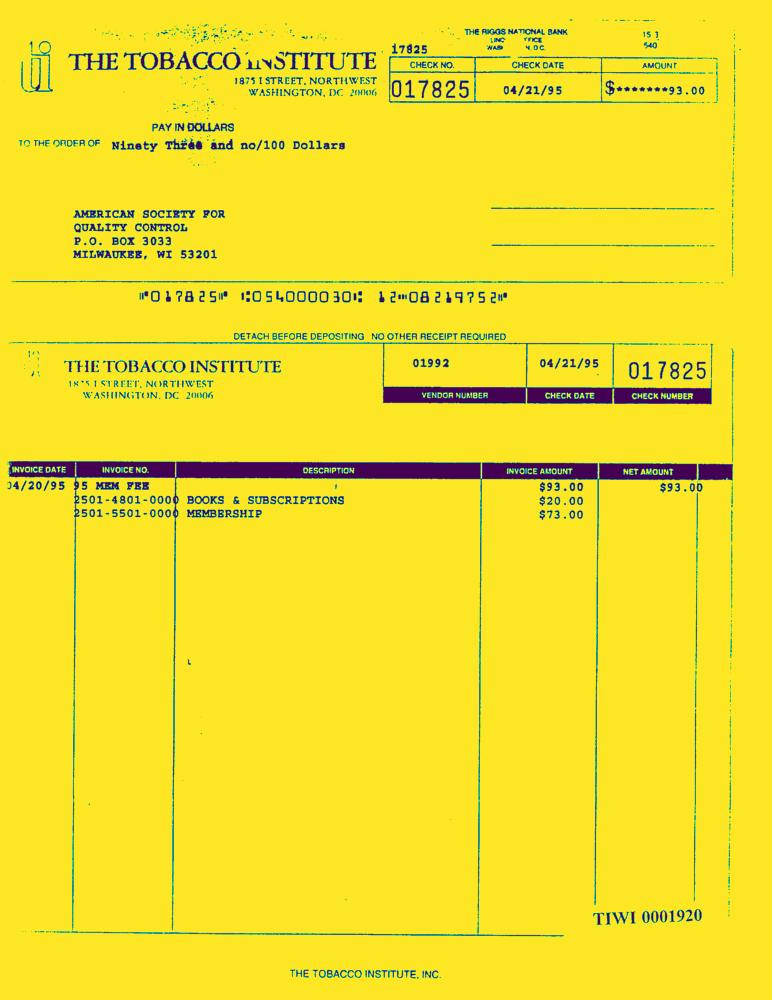 THE RIGGS NATIONAL BANK
15 1
540
17825
THE TOBACCO INSTITUTE
1875 I STREET, NORTHWEST
WASHINGTON, DC 20006
CHECK NO. CHECK DATE AMOUNT
017825 04/21/95 $*******93.00
PAY IN DOLLARS
TO THE ORDER OF Ninety Three and no/100 Dollars
AMERICAN SOCIETY FOR
QUALITY CONTROL
P.O. BOX 3033
MILWAUKEE, WI 53201
⑈017825⑈ ⑆054000030⑆ 12⑉08219752⑈
DETACH BEFORE DEPOSITING NO OTHER RECEIPT REQUIRED
THE TOBACCO INSTITUTE
1875 I STREET, NORTHWEST
WASHINGTON, DC 20006
01992 04/21/95 017825
VENDOR NUMBER CHECK DATE CHECK NUMBER
INVOICE DATE INVOICE NO. DESCRIPTION INVOICE AMOUNT NET AMOUNT
04/20/95 95 MEM FEE $93.00 $93.00
2501-4801-0000 BOOKS & SUBSCRIPTIONS $20.00
2501-5501-0000 MEMBERSHIP $73.00
TIWI 0001920
THE TOBACCO INSTITUTE, INC.